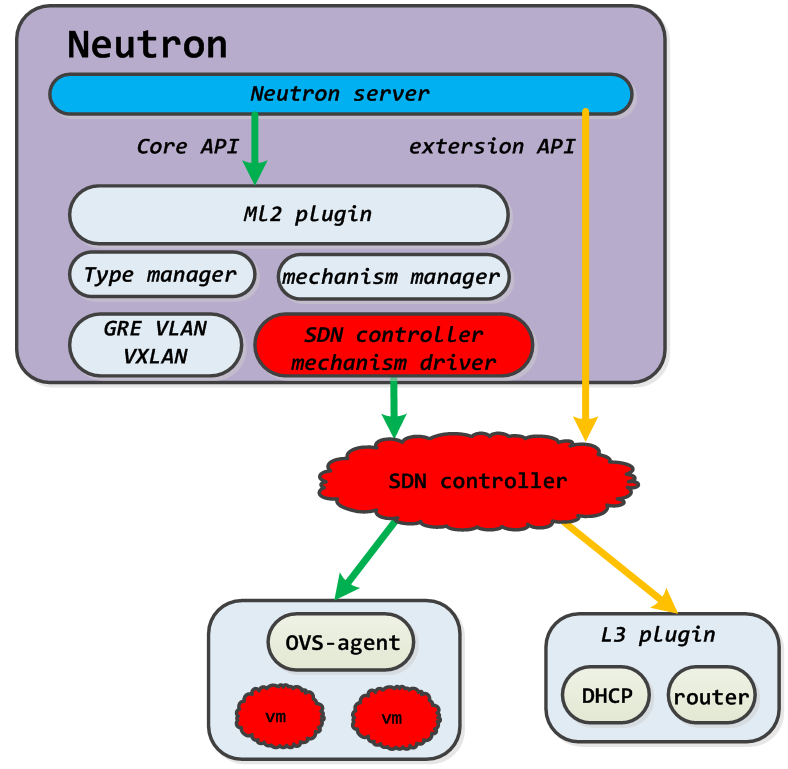 Neutron
Neutron server
Core API
extersion API
Ml2 plugin
Type manager
mechanism manager
GRE VLAN
VXLAN
SDN controller
mechanism driver
SDN controller
OVS-agent
vm
vm
L3 plugin
DHCP
router